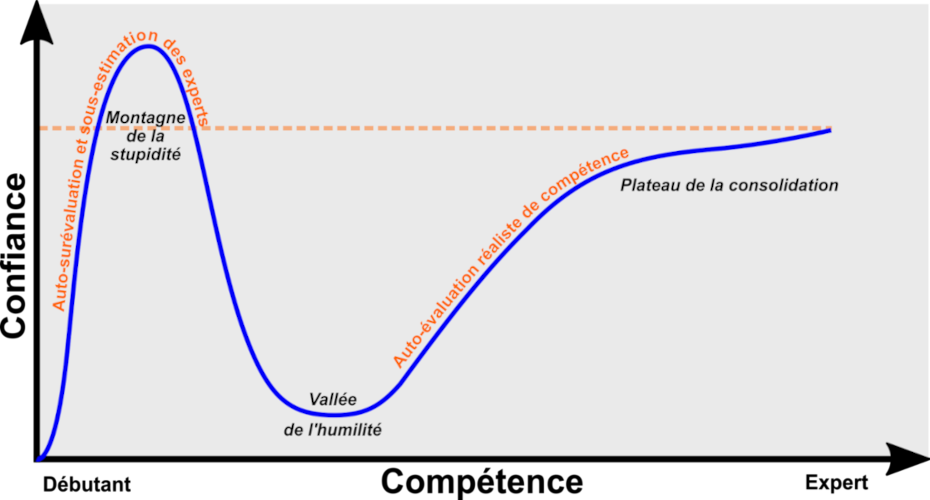 Auto-surévaluation et sous-estimation des experts
Montagne
de la
stupidité
Auto-évaluation réaliste de compétence
Plateau de la consolidation
Confiance
Vallée
de l'humilité
Débutant
Compétence
Expert